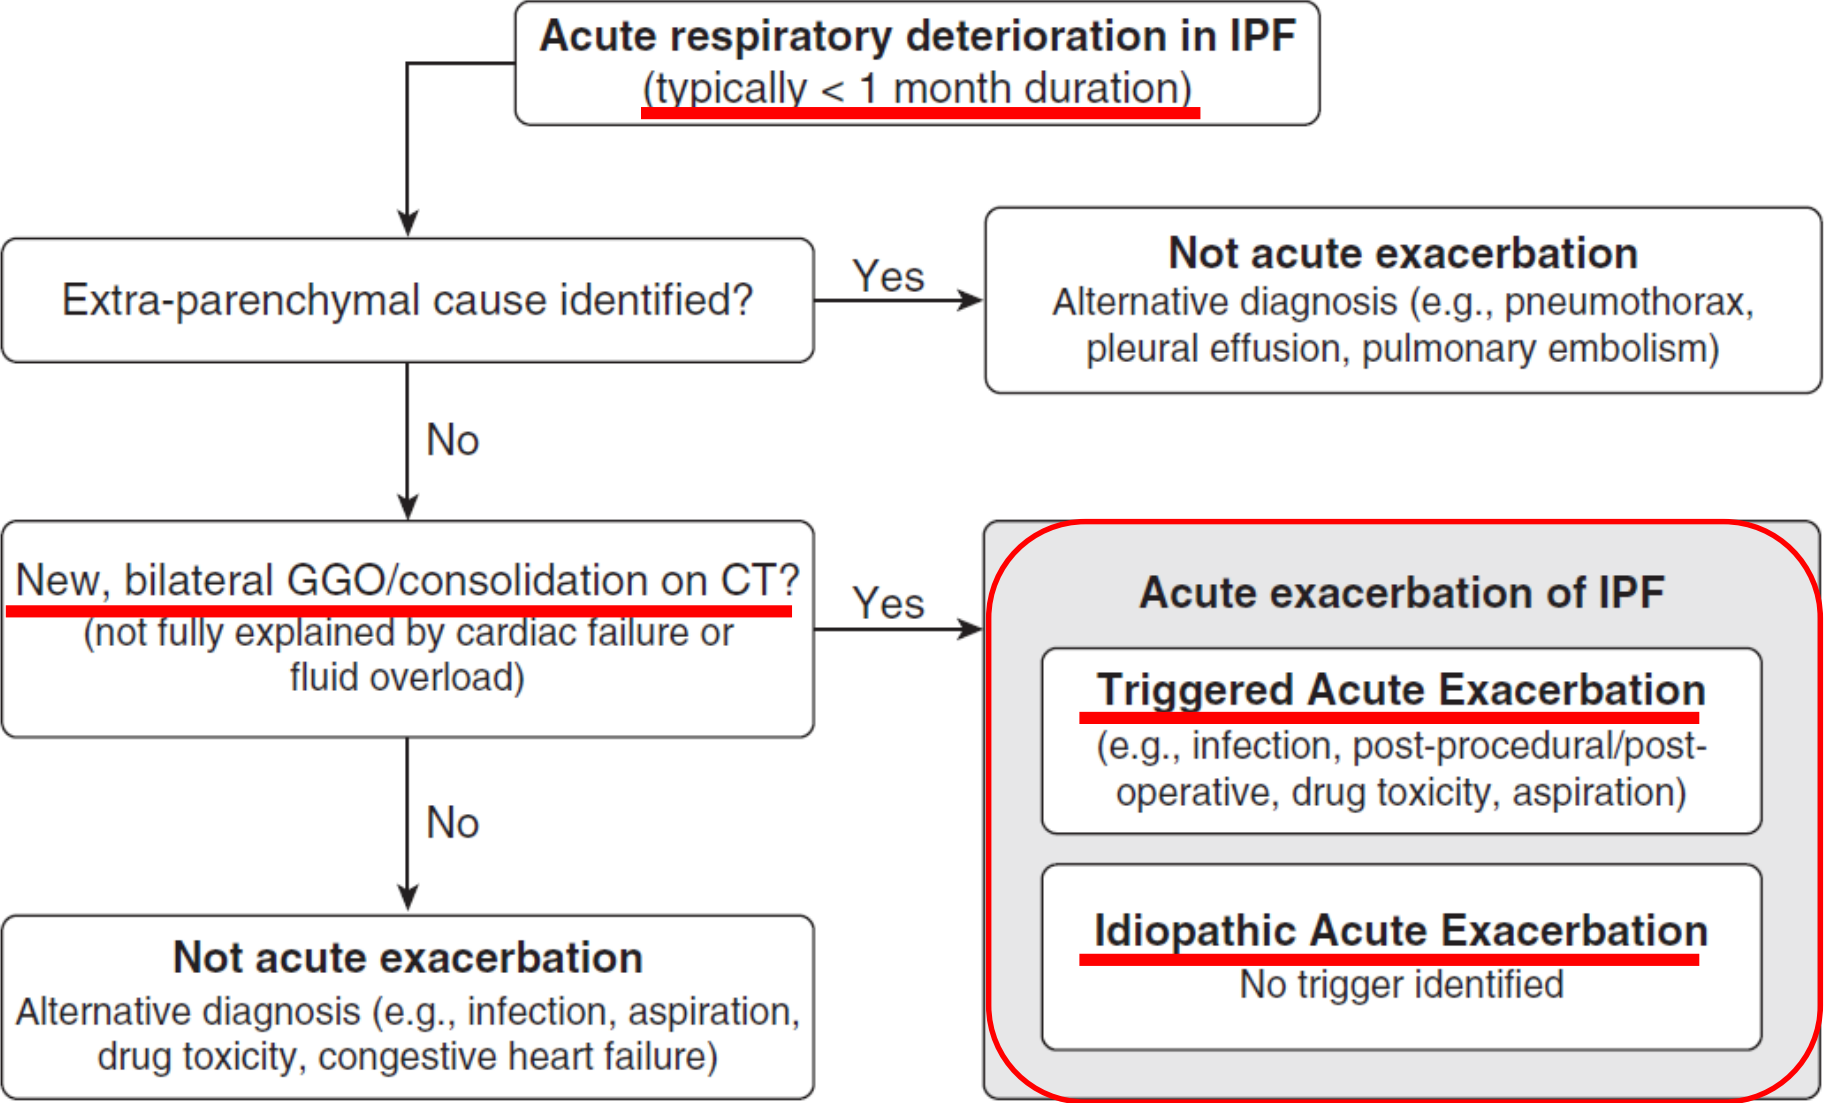 Acute respiratory deterioration in IPF
(typically < 1 month duration)
Extra-parenchymal cause identified?
Yes
Not acute exacerbation
Alternative diagnosis (e.g., pneumothorax,
pleural effusion, pulmonary embolism)
No
New, bilateral GGO/consolidation on CT?
(not fully explained by cardiac failure or
fluid overload)
Yes
Acute exacerbation of IPF
Triggered Acute Exacerbation
(e.g., infection, post-procedural/post-
operative, drug toxicity, aspiration)
Idiopathic Acute Exacerbation
No trigger identified
No
Not acute exacerbation
Alternative diagnosis (e.g., infection, aspiration,
drug toxicity, congestive heart failure)